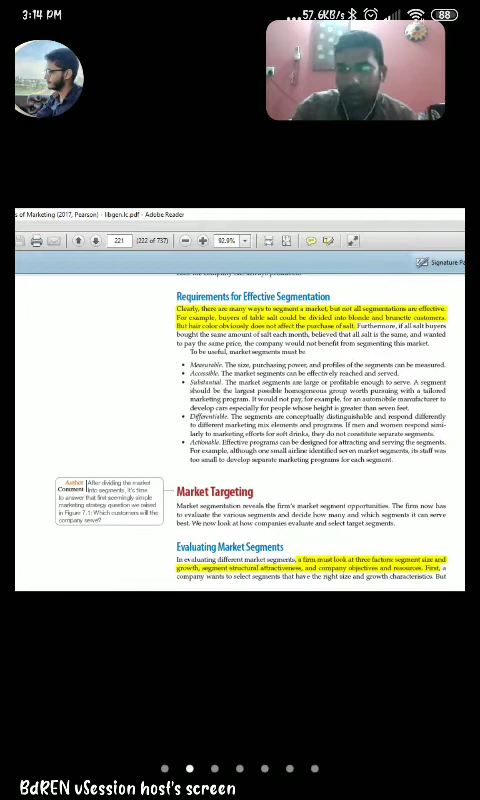 3:14 PM
...57.6KB/s
88
s of Marketing (2017, Pearson) - libgen.lc.pdf - Adobe Reader
221
(222 of 737)
92.9%
Signature Pa
Requirements for Effective Segmentation
Clearly, there are many ways to segment a market, but not all segmentations are effective.
For example, buyers of table salt could be divided into blonde and brunette customers.
But hair color obviously does not affect the purchase of salt. Furthermore, if all salt buyers
bought the same amount of salt each month, believed that all salt is the same, and wanted
to pay the same price, the company would not benefit from segmenting this market.
To be useful, market segments must be
• Measurable. The size, purchasing power, and profiles of the segments can be measured.
• Accessible. The market segments can be effectively reached and served.
• Substantial. The market segments are large or profitable enough to serve. A segment
should be the largest possible homogeneous group worth pursuing with a tailored
marketing program. It would not pay, for example, for an automobile manufacturer to
develop cars especially for people whose height is greater than seven feet.
• Differentiable. The segments are conceptually distinguishable and respond differently
to different marketing mix elements and programs. If men and women respond simi-
larly to marketing efforts for soft drinks, they do not constitute separate segments.
• Actionable. Effective programs can be designed for attracting and serving the segments.
For example, although one small airline identified seven market segments, its staff was
too small to develop separate marketing programs for each segment.
Author Comment
After dividing the market
into segments, it's time
to answer that first seemingly simple
marketing strategy question we raised
in Figure 7.1: Which customers will the
company serve?
Market Targeting
Market segmentation reveals the firm's market segment opportunities. The firm now has
to evaluate the various segments and decide how many and which segments it can serve
best. We now look at how companies evaluate and select target segments.
Evaluating Market Segments
In evaluating different market segments, a firm must look at three factors: segment size and
growth, segment structural attractiveness, and company objectives and resources. First, a
company wants to select segments that have the right size and growth characteristics. But
BdREN vSession host's screen